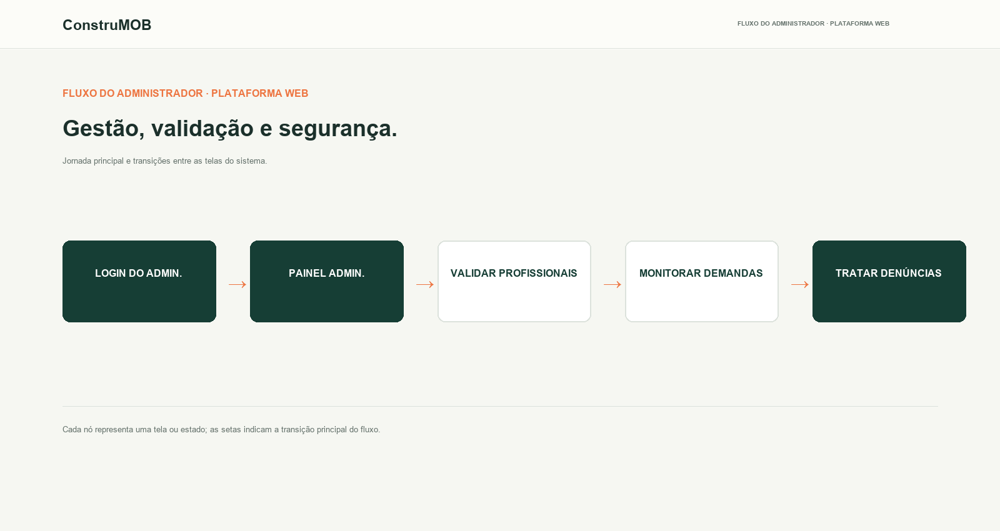 ConstruMOB
FLUXO DO ADMINISTRADOR · PLATAFORMA WEB
FLUXO DO ADMINISTRADOR · PLATAFORMA WEB
Gestão, validação e segurança.
Jornada principal e transições entre as telas do sistema.
LOGIN DO ADMIN.
→
PAINEL ADMIN.
→
VALIDAR PROFISSIONAIS
→
MONITORAR DEMANDAS
→
TRATAR DENÚNCIAS
Cada nó representa uma tela ou estado; as setas indicam a transição principal do fluxo.